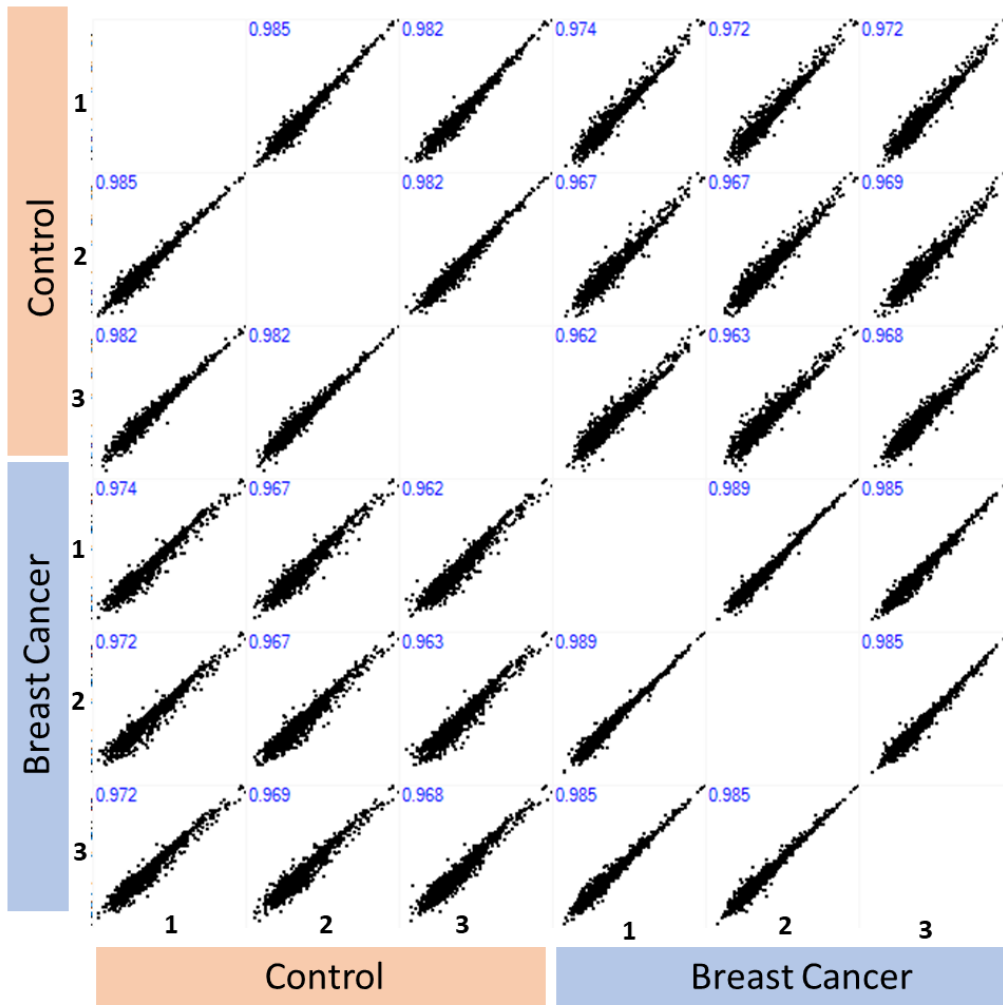 0.985 0.982 0.974 0.972 0.972
1
0.985 0.982 0.967 0.967 0.969
2
Control
0.982 0.982 0.962 0.963 0.968
3
0.974 0.967 0.962 0.989 0.985
1
0.972 0.967 0.963 0.989 0.985
2
Breast Cancer
0.972 0.969 0.968 0.985 0.985
3
1 2 3 1 2 3
Control Breast Cancer